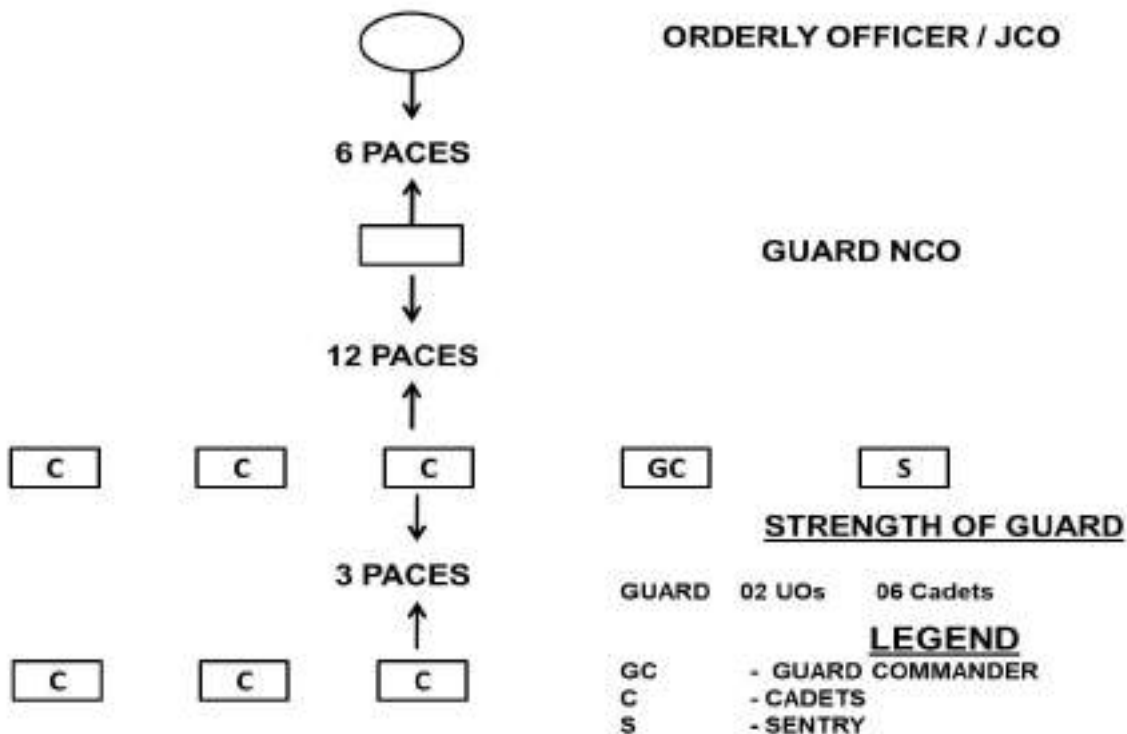 ORDERLY OFFICER / JCO
6 PACES
GUARD NCO
12 PACES
C C C GC S
STRENGTH OF GUARD
3 PACES
GUARD 02 UOs 06 Cadets
LEGEND
C C C
GC - GUARD COMMANDER
C - CADETS
S - SENTRY